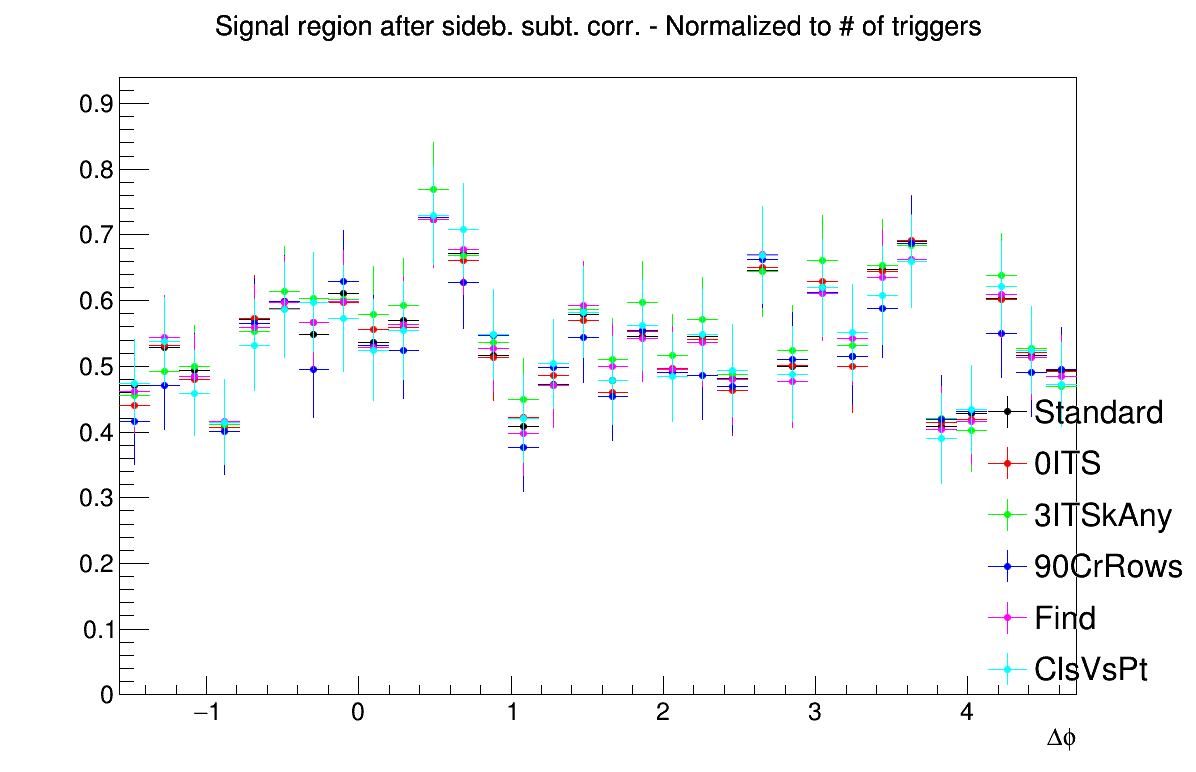 Signal region after sideb. subt. corr. - Normalized to # of triggers
0.9
0.8
0.7
0.6
0.5
0.4
0.3
0.2
0.1
0
Standard
0ITS
3ITSkAny
90CrRows
Find
ClsVsPt
−1 0 1 2 3 4
Δϕ